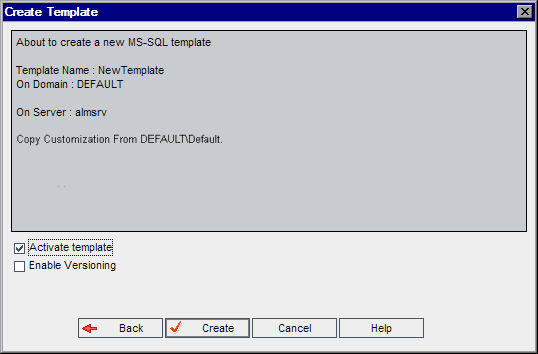 Create Template
About to create a new MS-SQL template
Template Name : NewTemplate
On Domain : DEFAULT
On Server : almsrv
Copy Customization From DEFAULT\Default.
Activate template
Enable Versioning
Back Create Cancel Help